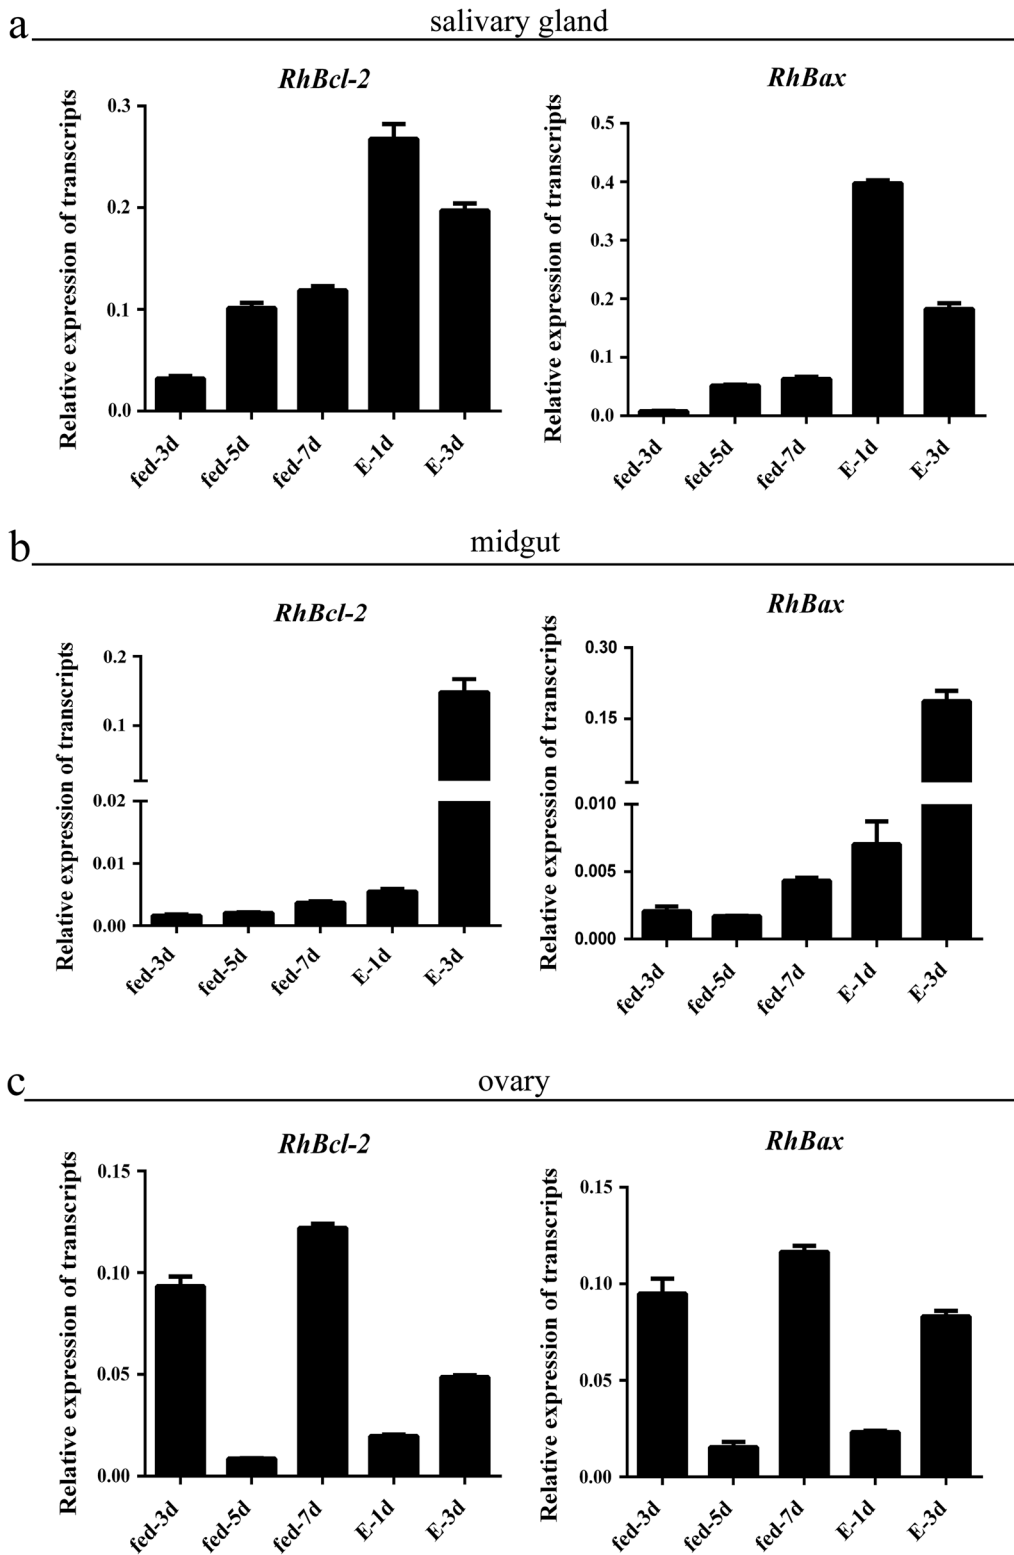 a
salivary gland
RhBcl-2
Relative expression of transcripts
0.3
0.2
0.1
0.0
fed-3d
fed-5d
fed-7d
E-1d
E-3d
RhBax
Relative expression of transcripts
0.5
0.4
0.3
0.2
0.1
0.0
fed-3d
fed-5d
fed-7d
E-1d
E-3d
b
midgut
RhBcl-2
Relative expression of transcripts
0.2
0.1
0.02
0.01
0.00
fed-3d
fed-5d
fed-7d
E-1d
E-3d
RhBax
Relative expression of transcripts
0.30
0.15
0.010
0.005
0.000
fed-3d
fed-5d
fed-7d
E-1d
E-3d
c
ovary
RhBcl-2
Relative expression of transcripts
0.15
0.10
0.05
0.00
fed-3d
fed-5d
fed-7d
E-1d
E-3d
RhBax
Relative expression of transcripts
0.15
0.10
0.05
0.00
fed-3d
fed-5d
fed-7d
E-1d
E-3d